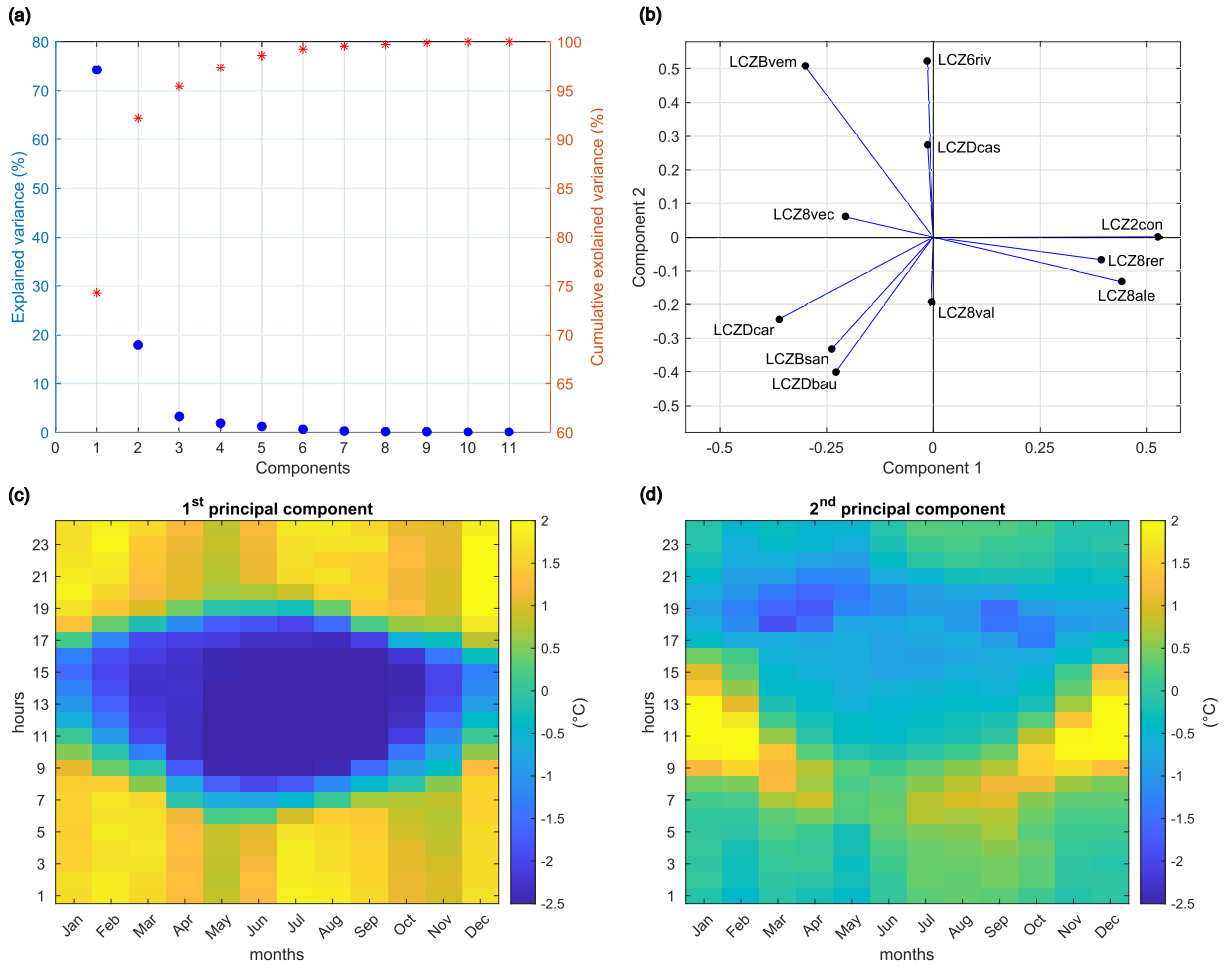 (a)
80
70
60
50
40
30
20
10
0
Explained variance (%)
100
95
90
85
80
75
70
65
60
Cumulative explained variance (%)
0 1 2 3 4 5 6 7 8 9 10 11
Components
(b)
0.5
0.4
0.3
0.2
0.1
0
-0.1
-0.2
-0.3
-0.4
-0.5
Component 2
LCZBvem
LCZ6riv
LCZDcas
LCZ8vec
LCZ2con
LCZ8rer
LCZ8ale
LCZ8val
LCZDcar
LCZBsan
LCZDbau
-0.5 -0.25 0 0.25 0.5
Component 1
(c)
1st principal component
23
21
19
17
15
13
11
9
7
5
3
1
hours
Jan Feb Mar Apr May Jun Jul Aug Sep Oct Nov Dec
months
2
1.5
1
0.5
0
-0.5
-1
-1.5
-2
-2.5
(°C)
(d)
2nd principal component
23
21
19
17
15
13
11
9
7
5
3
1
hours
Jan Feb Mar Apr May Jun Jul Aug Sep Oct Nov Dec
months
2
1.5
1
0.5
0
-0.5
-1
-1.5
-2
-2.5
(°C)